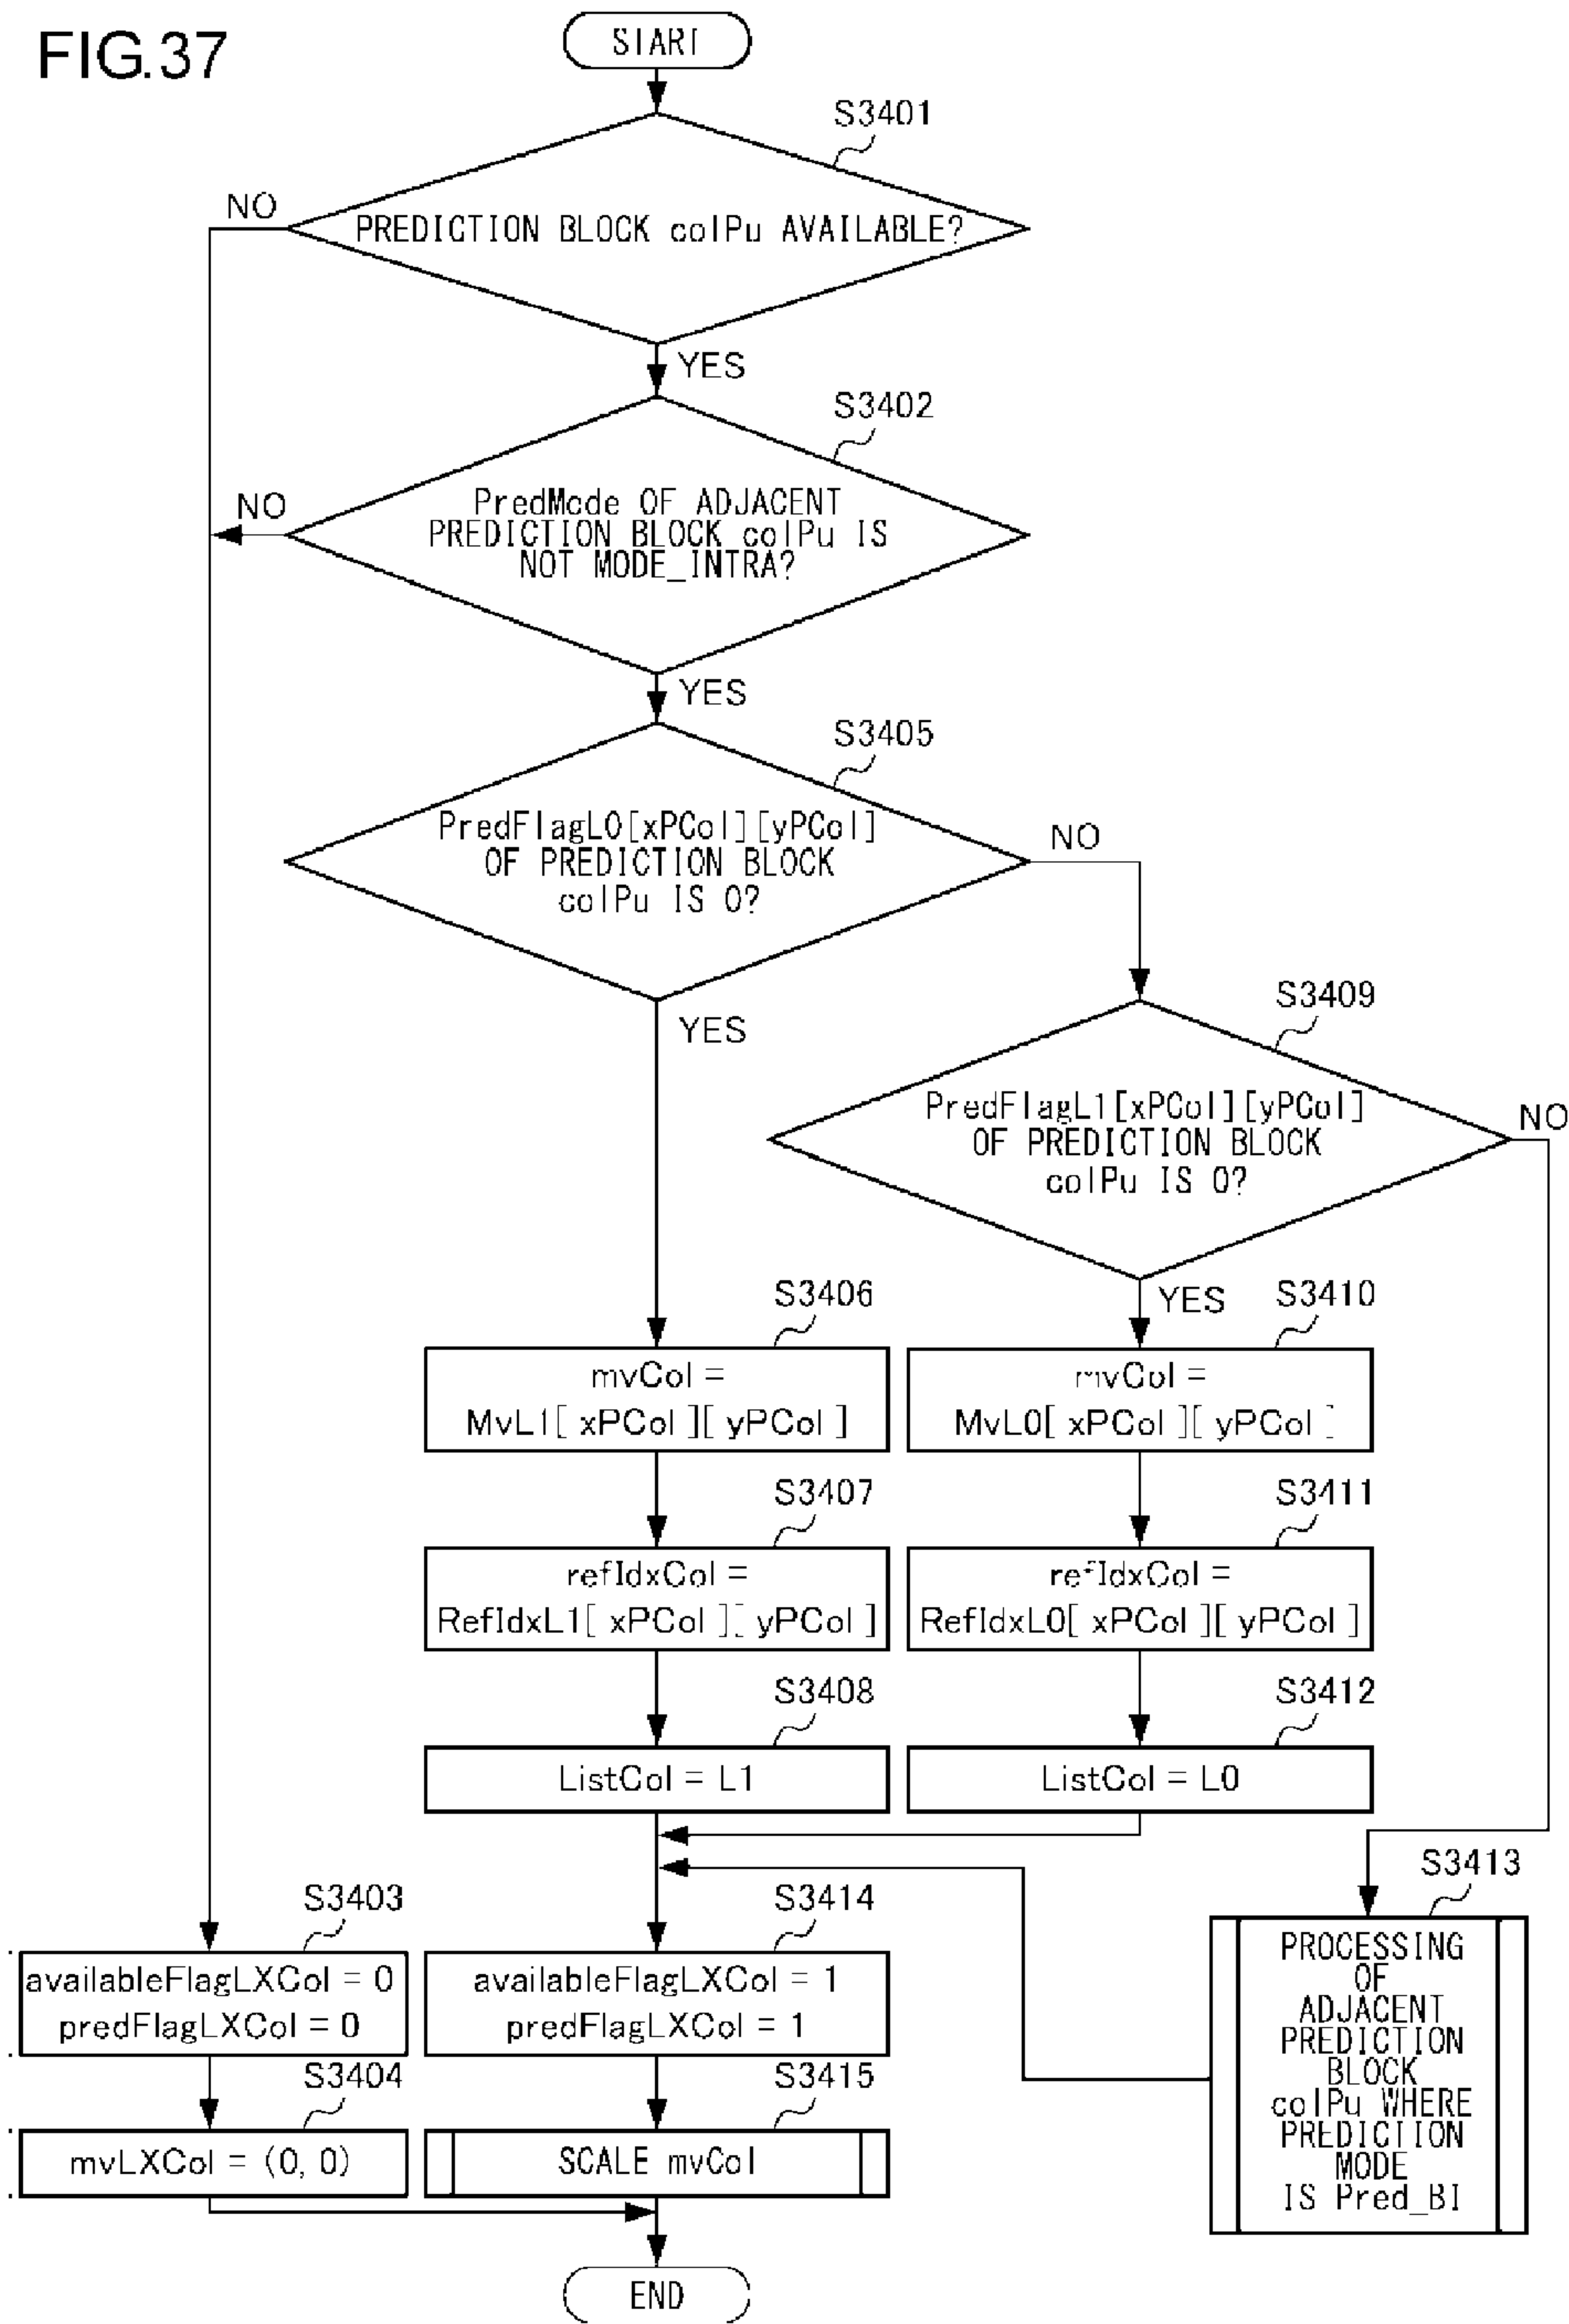 FIG.37
START
S3401
NO
PREDICTION BLOCK colPu AVAILABLE?
YES
S3402
NO
PredMode OF ADJACENT
PREDICTION BLOCK colPu IS
NOT MODE_INTRA?
YES
S3405
PredFlagL0[xPCol][yPCol]
OF PREDICTION BLOCK
colPu IS 0?
NO
YES
S3409
PredFlagL1[xPCol][yPCol]
OF PREDICTION BLOCK
colPu IS 0?
NO
YES
S3406
mvCol =
MvL1[ xPCol ][ yPCol ]
S3410
mvCol =
MvL0[ xPCol ][ yPCol ]
S3407
refIdxCol =
RefIdxL1[ xPCol ][ yPCol ]
S3411
refIdxCol =
RefIdxL0[ xPCol ][ yPCol ]
S3408
ListCol = L1
S3412
ListCol = L0
S3403
availableFlagLXCol = 0
predFlagLXCol = 0
S3414
availableFlagLXCol = 1
predFlagLXCol = 1
S3413
PROCESSING
OF
ADJACENT
PREDICTION
BLOCK
colPu WHERE
PREDICTION
MODE
IS Pred_BI
S3404
mvLXCol = (0, 0)
S3415
SCALE mvCol
END